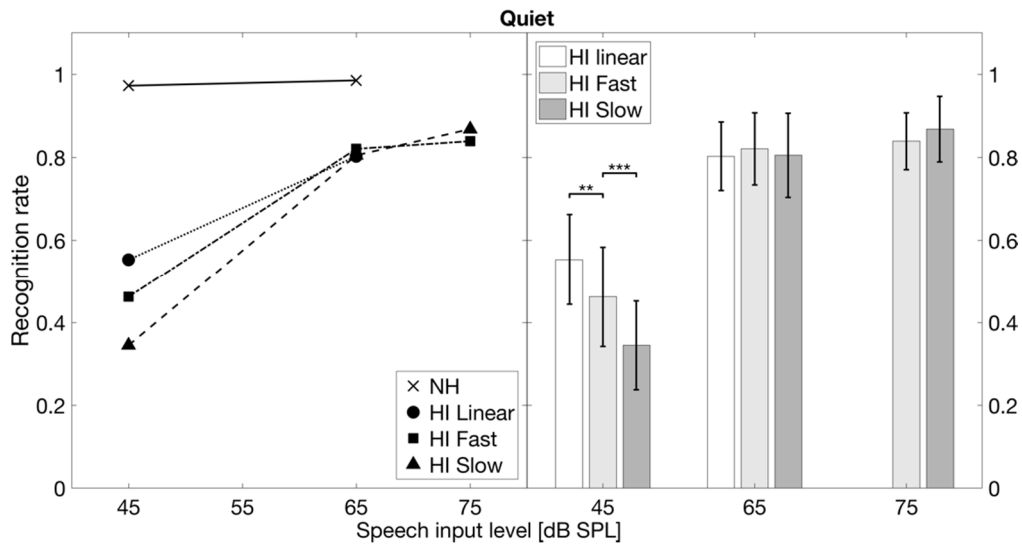 Quiet
Recognition rate
1
0.8
0.6
0.4
0.2
0
NH
HI Linear
HI Fast
HI Slow
45
55
65
75
HI linear
HI Fast
HI Slow
**
***
45
65
75
1
0.8
0.6
0.4
0.2
0
Speech input level [dB SPL]